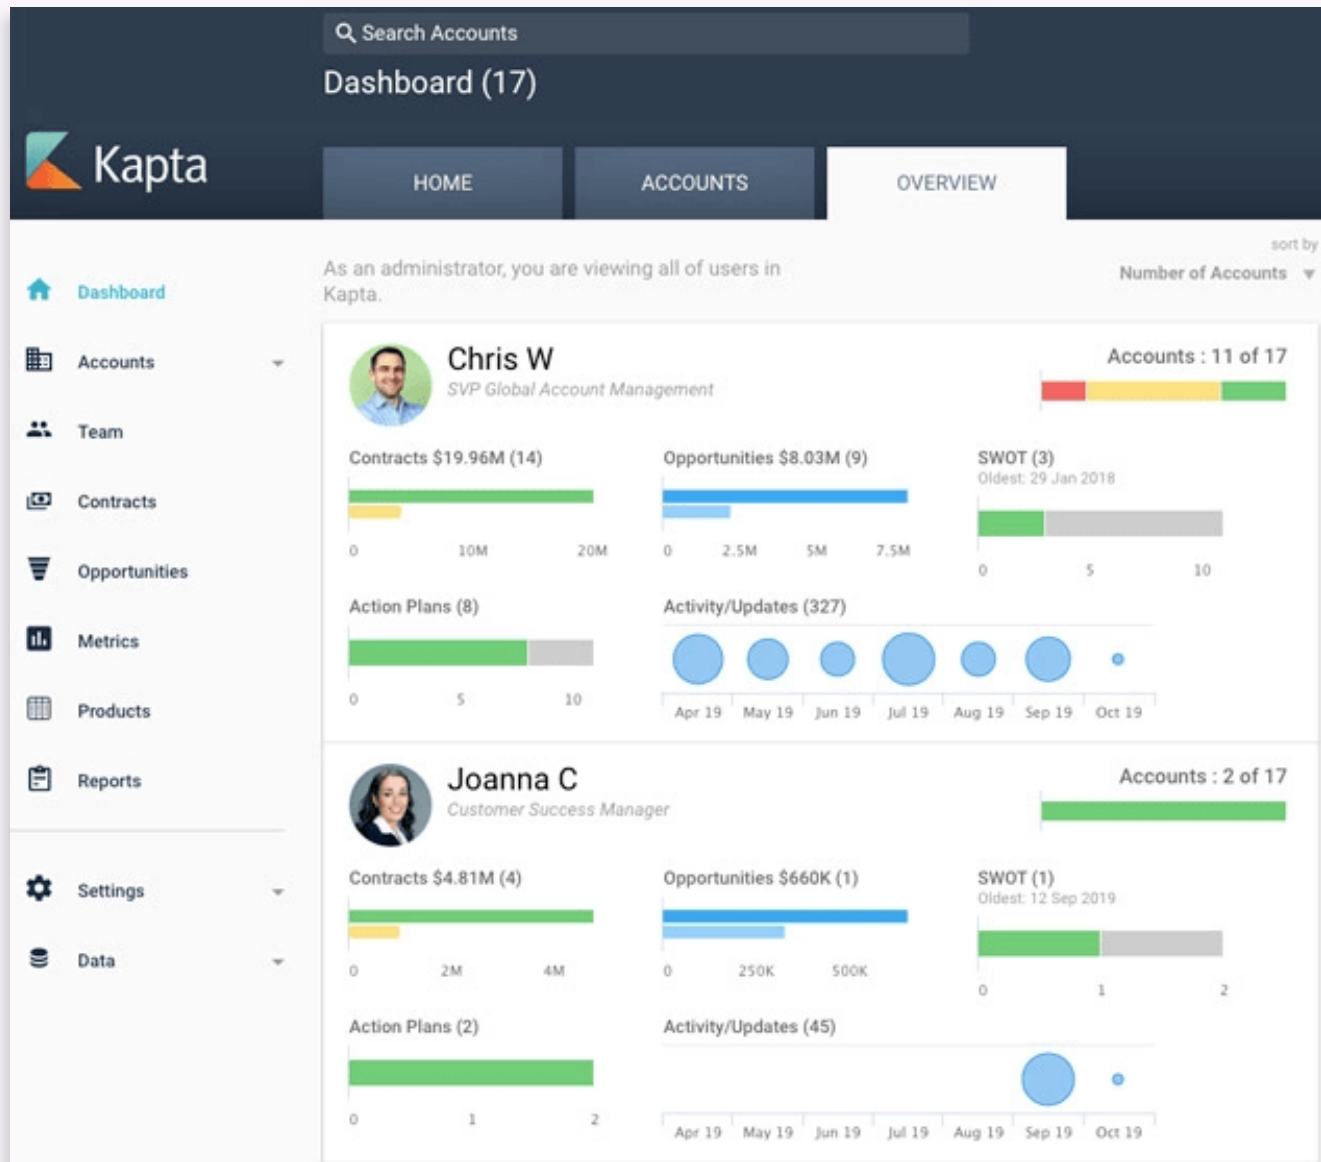 Search Accounts
Dashboard (17)
Kapta
HOME
ACCOUNTS
OVERVIEW
Dashboard
Accounts
Team
Contracts
Opportunities
Metrics
Products
Reports
Settings
Data
As an administrator, you are viewing all of users in
Kapta.
sort by
Number of Accounts
Chris W
SVP Global Account Management
Accounts : 11 of 17
Contracts $19.96M (14)
0 10M 20M
Opportunities $8.03M (9)
0 2.5M 5M 7.5M
SWOT (3)
Oldest: 29 Jan 2018
0 5 10
Action Plans (8)
0 5 10
Activity/Updates (327)
Apr 19 May 19 Jun 19 Jul 19 Aug 19 Sep 19 Oct 19
Joanna C
Customer Success Manager
Accounts : 2 of 17
Contracts $4.81M (4)
0 2M 4M
Opportunities $660K (1)
0 250K 500K
SWOT (1)
Oldest: 12 Sep 2019
0 1 2
Action Plans (2)
0 1 2
Activity/Updates (45)
Apr 19 May 19 Jun 19 Jul 19 Aug 19 Sep 19 Oct 19